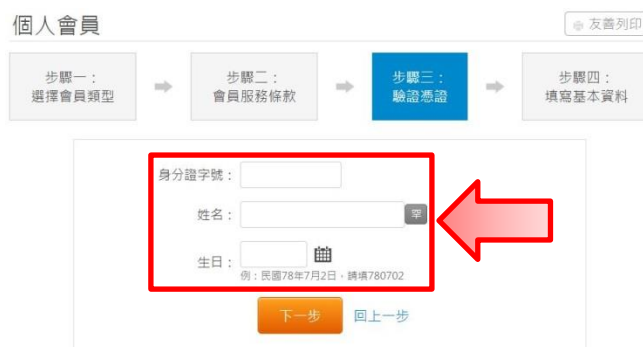 個人會員
友善列印
步驟一：
選擇會員類型
步驟二：
會員服務條款
步驟三：
驗證憑證
步驟四：
填寫基本資料
身分證字號：
姓名：
罕
生日：
例：民國78年7月2日，請填780702
下一步 回上一步